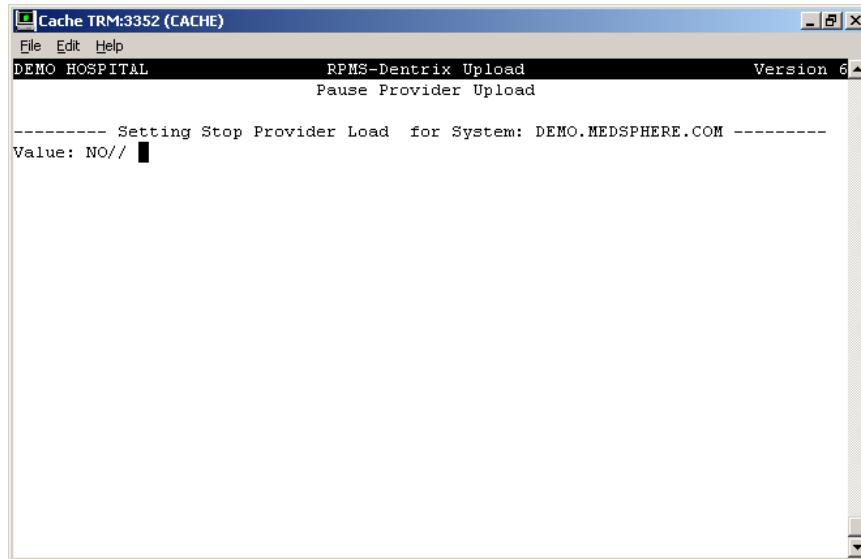 Cache TRM:3352 (CACHE)
File Edit Help
DEMO HOSPITAL RPMS-Dentrix Upload Version 6
Pause Provider Upload
--------- Setting Stop Provider Load  for System: DEMO.MEDSPHERE.COM ---------
Value: NO//